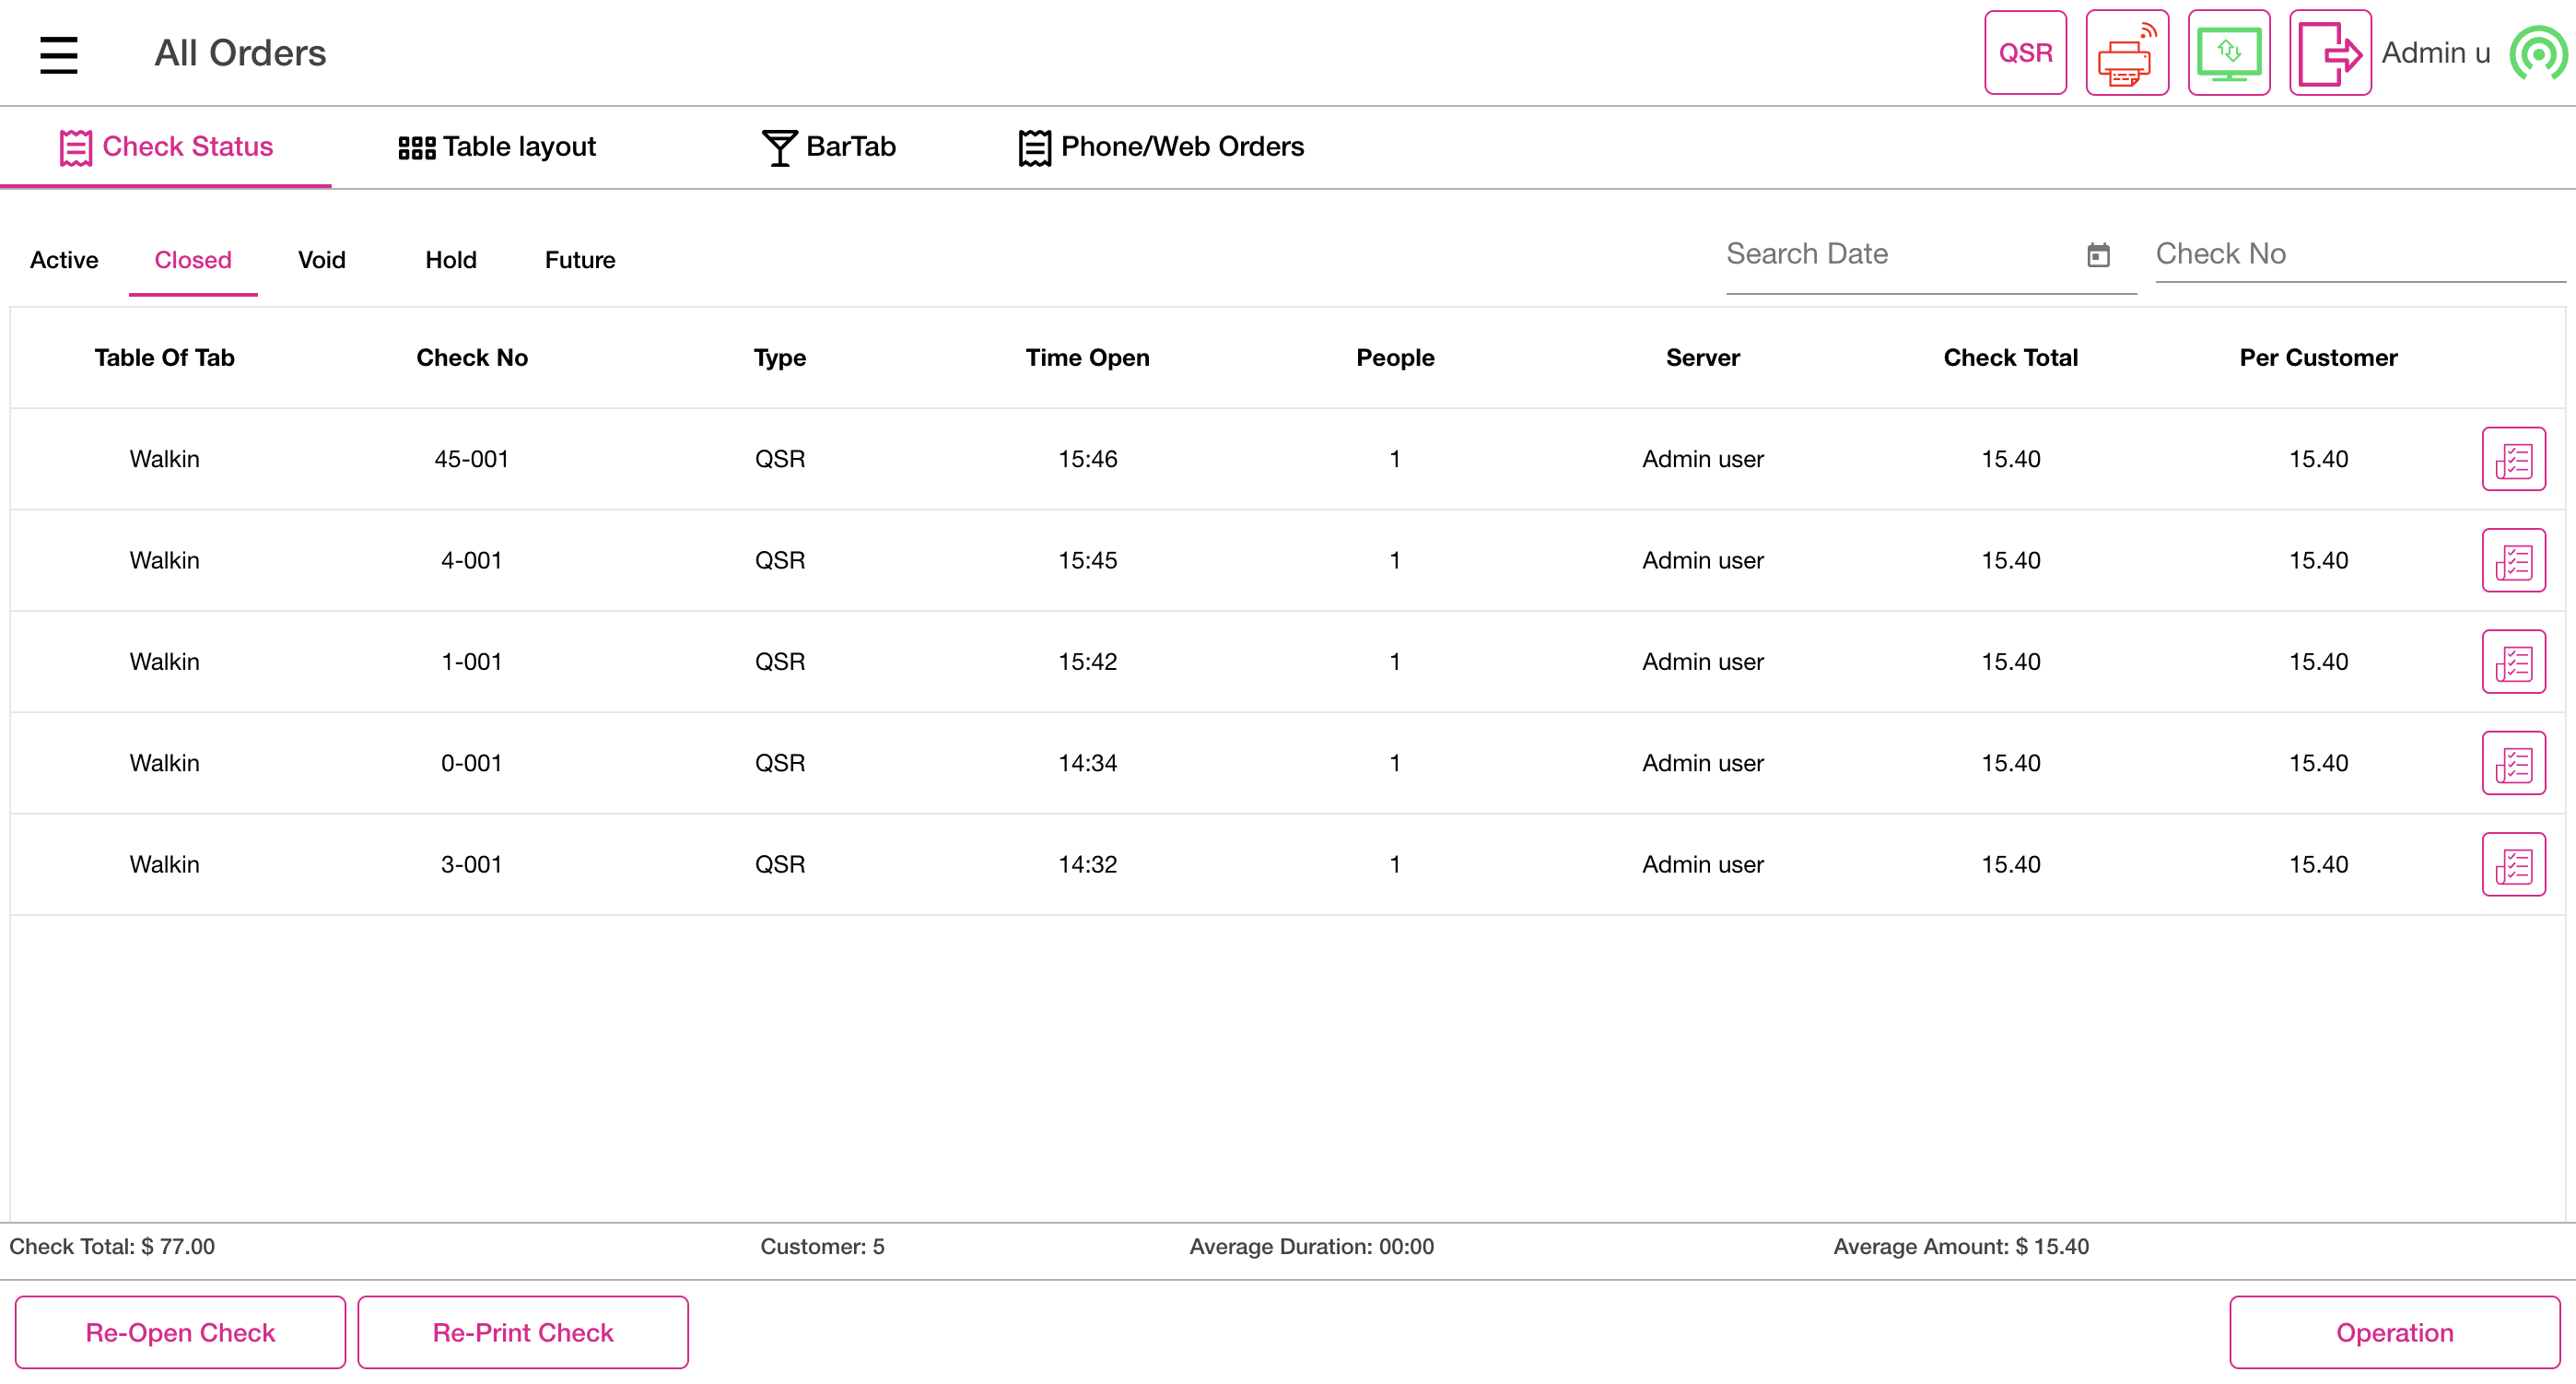 All Orders
QSR
Admin u
Check Status
Table layout
BarTab
Phone/Web Orders
Active
Closed
Void
Hold
Future
Search Date
Check No
Table Of Tab Check No Type Time Open People Server Check Total Per Customer
Walkin 45-001 QSR 15:46 1 Admin user 15.40 15.40
Walkin 4-001 QSR 15:45 1 Admin user 15.40 15.40
Walkin 1-001 QSR 15:42 1 Admin user 15.40 15.40
Walkin 0-001 QSR 14:34 1 Admin user 15.40 15.40
Walkin 3-001 QSR 14:32 1 Admin user 15.40 15.40
Check Total: $ 77.00
Customer: 5
Average Duration: 00:00
Average Amount: $ 15.40
Re-Open Check
Re-Print Check
Operation